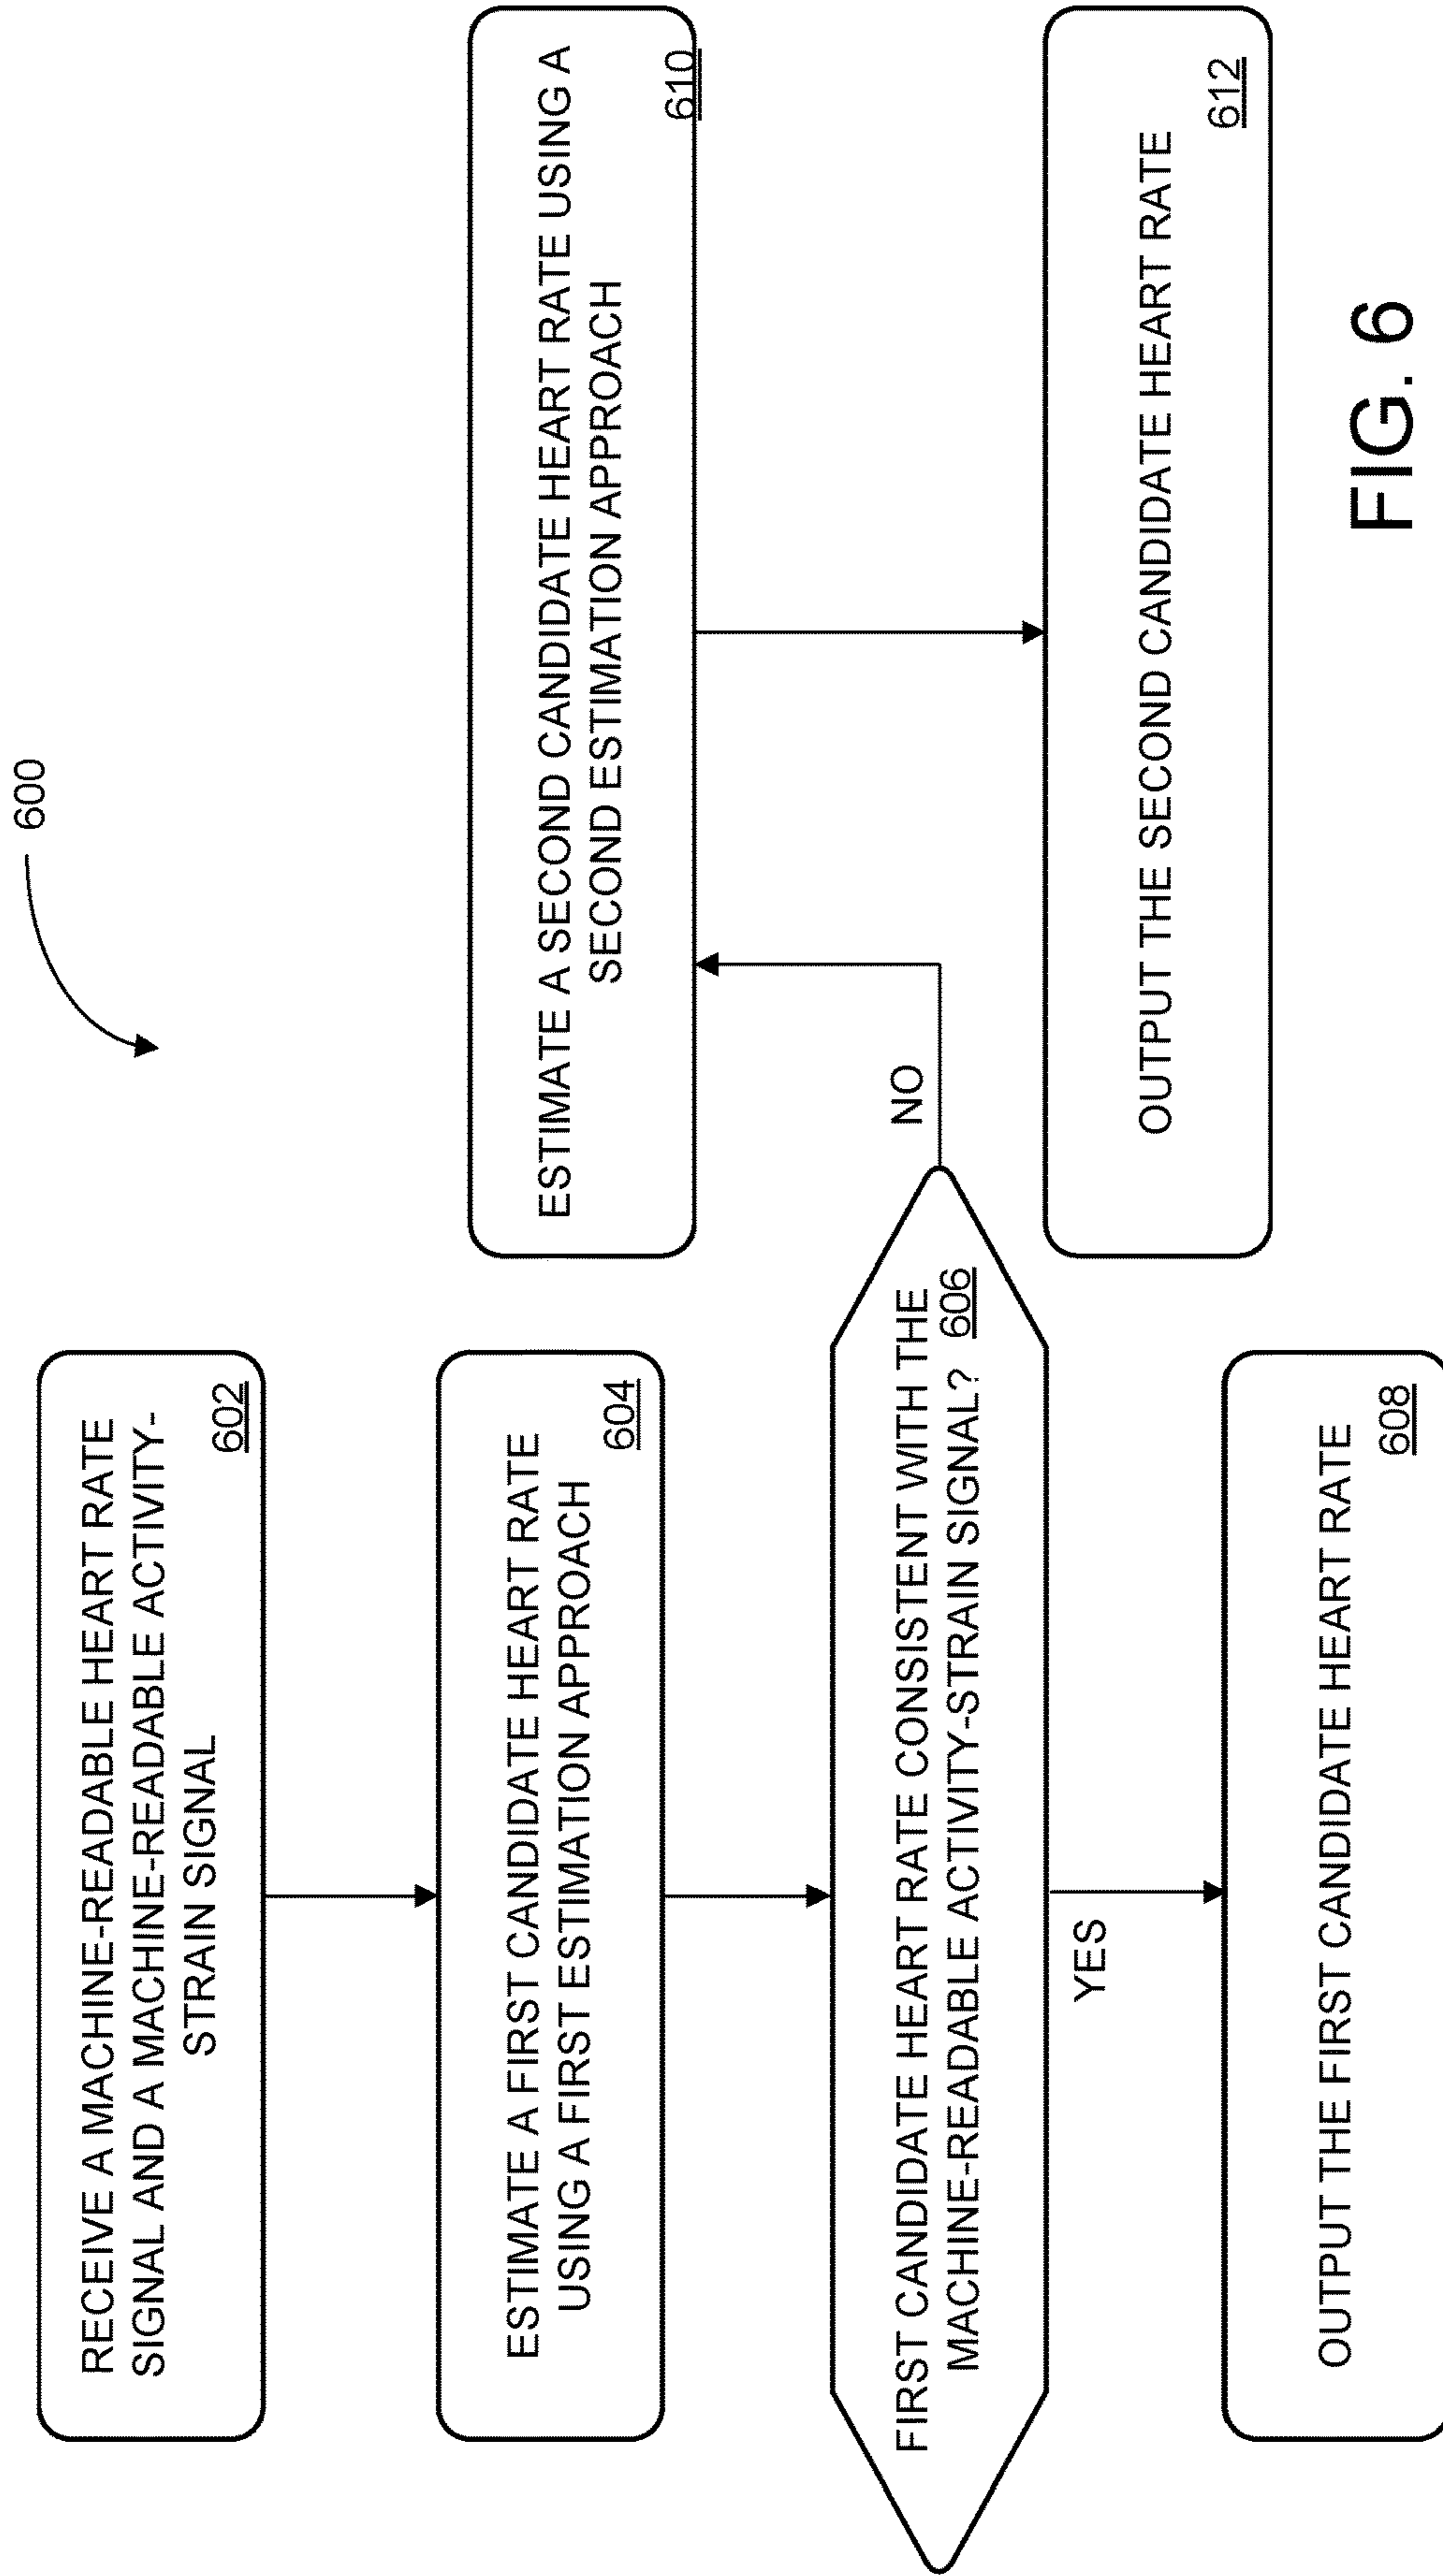 600
RECEIVE A MACHINE-READABLE HEART RATE
SIGNAL AND A MACHINE-READABLE ACTIVITY-
STRAIN SIGNAL
602
ESTIMATE A FIRST CANDIDATE HEART RATE
USING A FIRST ESTIMATION APPROACH
604
FIRST CANDIDATE HEART RATE CONSISTENT WITH THE
MACHINE-READABLE ACTIVITY-STRAIN SIGNAL? 606
YES
NO
OUTPUT THE FIRST CANDIDATE HEART RATE
608
ESTIMATE A SECOND CANDIDATE HEART RATE USING A
SECOND ESTIMATION APPROACH
610
OUTPUT THE SECOND CANDIDATE HEART RATE
612
FIG. 6